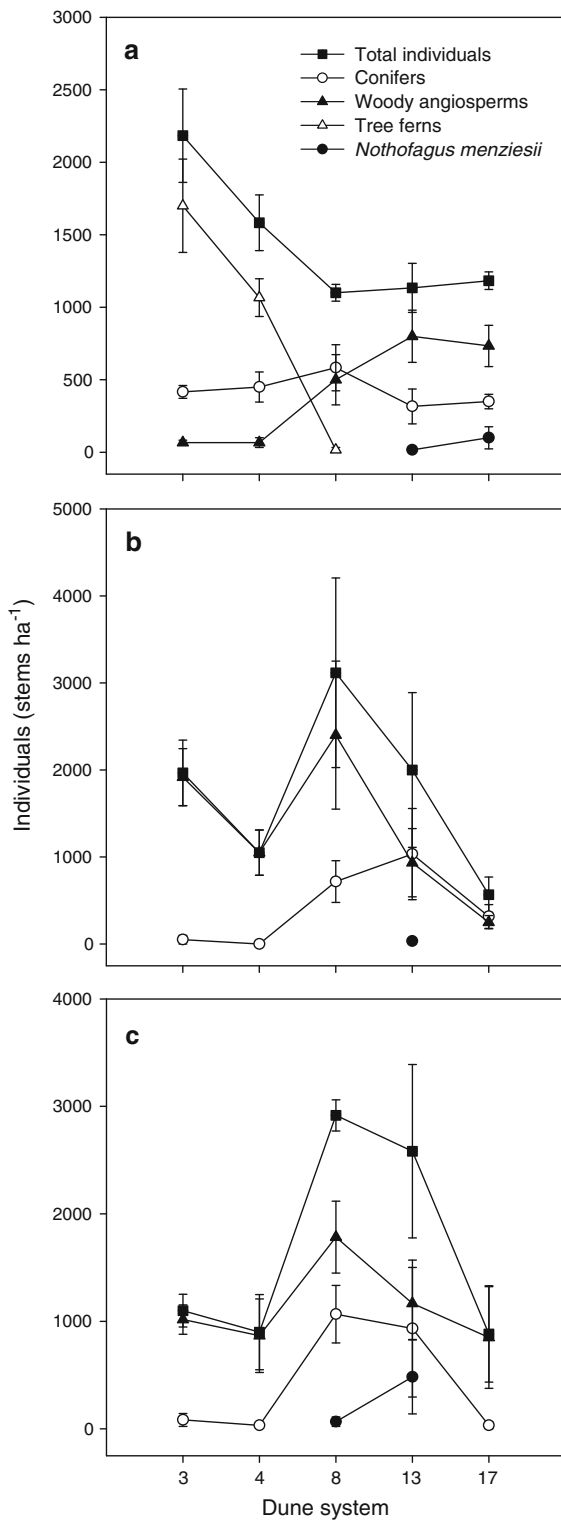 3000
a
Total individuals
Conifers
Woody angiosperms
Tree ferns
Nothofagus menziesii
2500
2000
1500
1000
500
0
5000
b
4000
3000
2000
1000
0
Individuals (stems ha-1)
4000
c
3000
2000
1000
0
3 4 8 13 17
Dune system